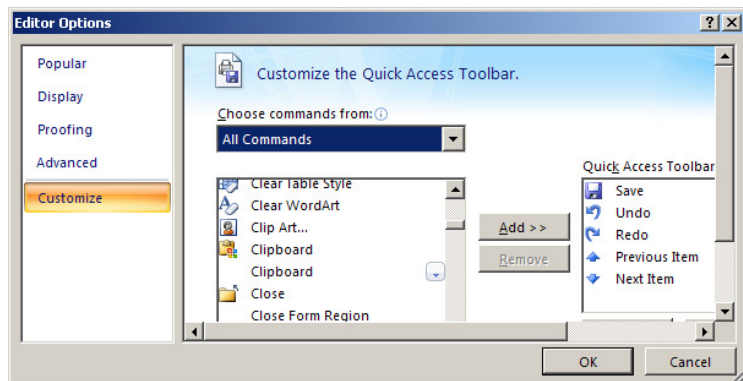 Editor Options
Popular
Display
Proofing
Advanced
Customize
Customize the Quick Access Toolbar.
Choose commands from:
All Commands
Clear Table Style
Clear WordArt
Clip Art...
Clipboard
Clipboard
Close
Close Form Region
Add >>
Remove
Quick Access Toolbar
Save
Undo
Redo
Previous Item
Next Item
OK
Cancel